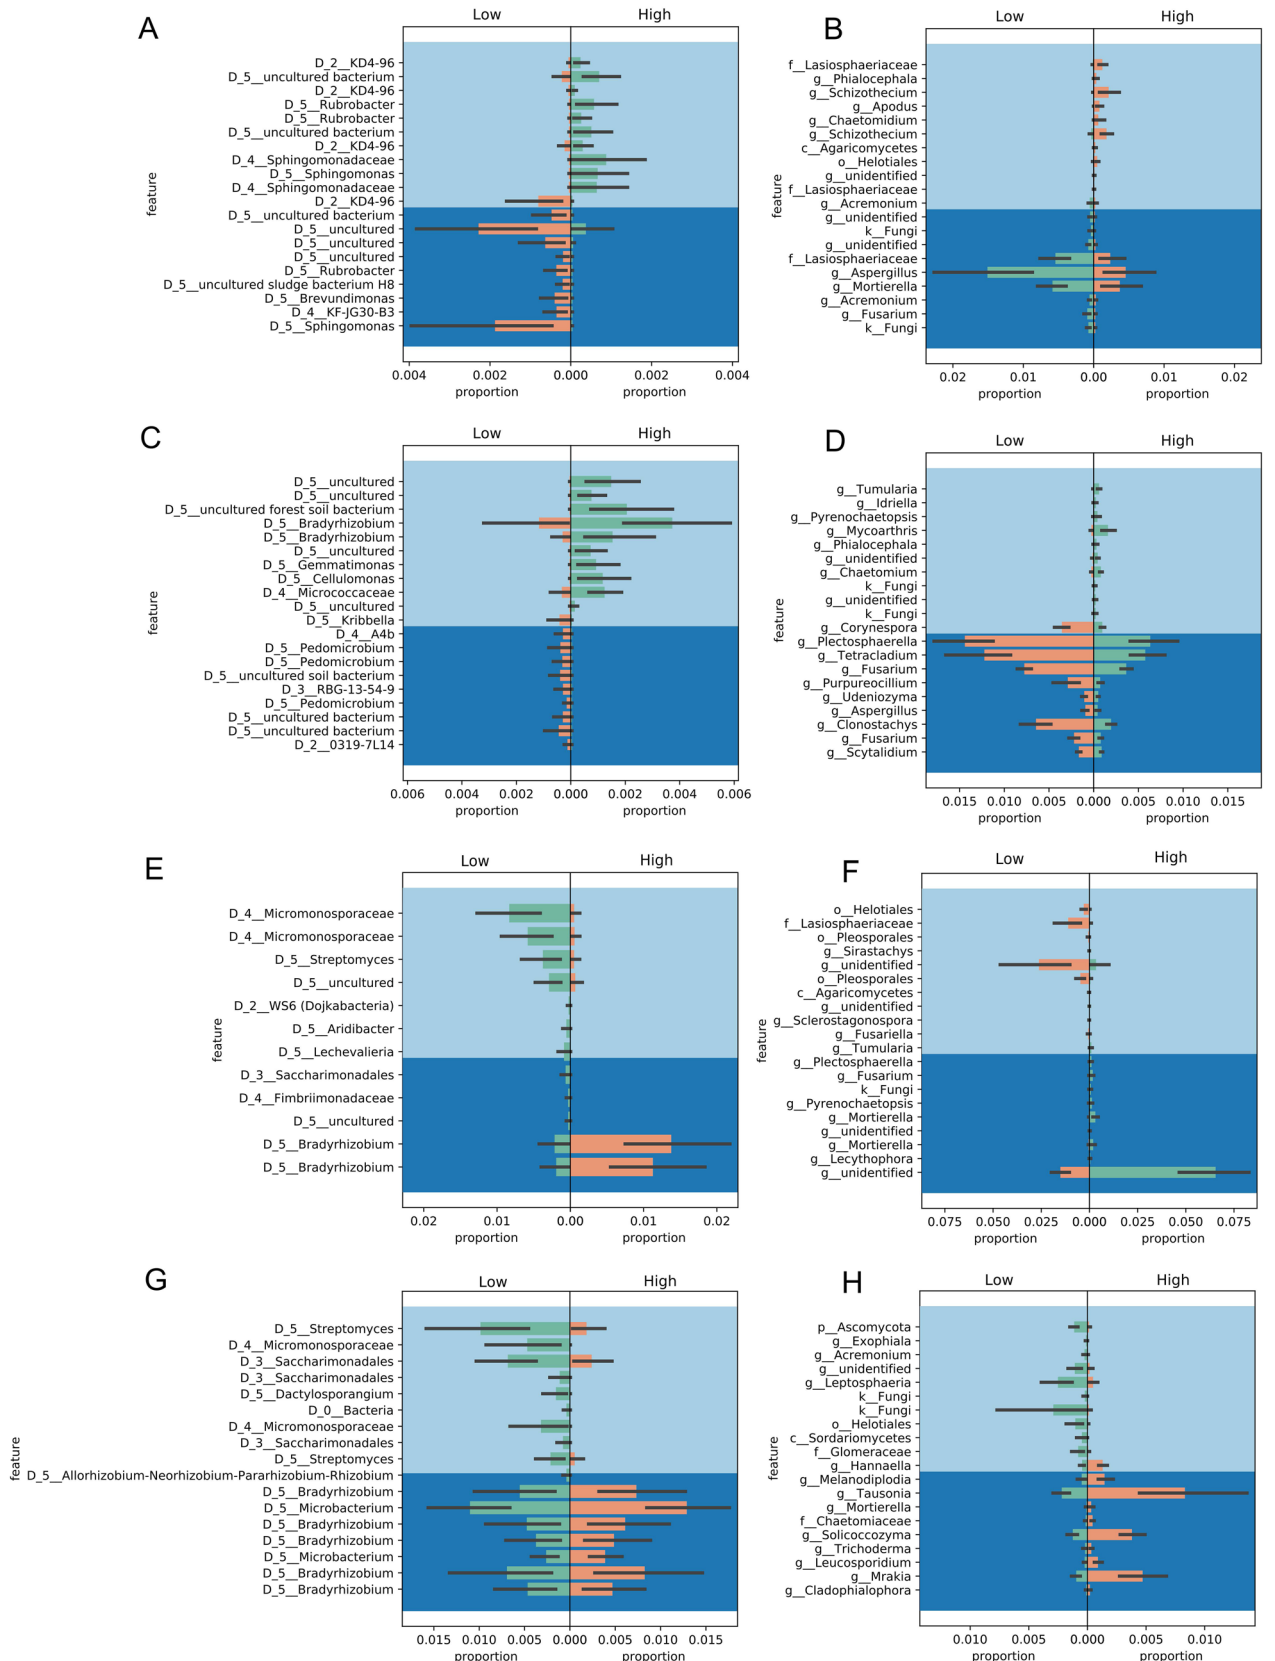 A
Low High
D_2__KD4-96
D_5__uncultured bacterium
D_2__KD4-96
D_5__Rubrobacter
D_5__Rubrobacter
D_5__uncultured bacterium
D_2__KD4-96
D_4__Sphingomonadaceae
D_5__Sphingomonas
D_4__Sphingomonadaceae
D_2__KD4-96
D_5__uncultured bacterium
D_5__uncultured
D_5__uncultured
D_5__uncultured
D_5__Rubrobacter
D_5__uncultured sludge bacterium H8
D_5__Brevundimonas
D_4__KF-JG30-B3
D_5__Sphingomonas
feature
0.004 0.002 0.000 0.002 0.004
proportion proportion
B
Low High
f__Lasiosphaeriaceae
g__Phialocephala
g__Schizothecium
g__Apodus
g__Chaetomidium
g__Schizothecium
c__Agaricomycetes
o__Helotiales
g__unidentified
f__Lasiosphaeriaceae
g__Acremonium
g__unidentified
k__Fungi
g__unidentified
f__Lasiosphaeriaceae
g__Aspergillus
g__Mortierella
g__Acremonium
g__Fusarium
k__Fungi
feature
0.02 0.01 0.00 0.01 0.02
proportion proportion
C
Low High
D_5__uncultured
D_5__uncultured
D_5__uncultured forest soil bacterium
D_5__Bradyrhizobium
D_5__Bradyrhizobium
D_5__uncultured
D_5__Gemmatimonas
D_5__Cellulomonas
D_4__Micrococcaceae
D_5__uncultured
D_5__Kribbella
D_4__A4b
D_5__Pedomicrobium
D_5__Pedomicrobium
D_5__uncultured soil bacterium
D_3__RBG-13-54-9
D_5__Pedomicrobium
D_5__uncultured bacterium
D_5__uncultured bacterium
D_2__0319-7L14
feature
0.006 0.004 0.002 0.000 0.002 0.004 0.006
proportion proportion
D
Low High
g__Tumularia
g__Idriella
g__Pyrenochaetopsis
g__Mycoarthris
g__Phialocephala
g__unidentified
g__Chaetomium
k__Fungi
g__unidentified
k__Fungi
g__Corynespora
g__Plectosphaerella
g__Tetracladium
g__Fusarium
g__Purpureocillium
g__Udeniozyma
g__Aspergillus
g__Clonostachys
g__Fusarium
g__Scytalidium
feature
0.015 0.010 0.005 0.000 0.005 0.010 0.015
proportion proportion
E
Low High
D_4__Micromonosporaceae
D_4__Micromonosporaceae
D_5__Streptomyces
D_5__uncultured
D_2__WS6 (Dojkabacteria)
D_5__Aridibacter
D_5__Lechevalieria
D_3__Saccharimonadales
D_4__Fimbriimonadaceae
D_5__uncultured
D_5__Bradyrhizobium
D_5__Bradyrhizobium
feature
0.02 0.01 0.00 0.01 0.02
proportion proportion
F
Low High
o__Helotiales
f__Lasiosphaeriaceae
o__Pleosporales
g__Sirastachys
g__unidentified
o__Pleosporales
c__Agaricomycetes
g__unidentified
g__Sclerostagonospora
g__Fusariella
g__Tumularia
g__Plectosphaerella
g__Fusarium
k__Fungi
g__Pyrenochaetopsis
g__Mortierella
g__unidentified
g__Mortierella
g__Lecythophora
g__unidentified
feature
0.075 0.050 0.025 0.000 0.025 0.050 0.075
proportion proportion
G
Low High
D_5__Streptomyces
D_4__Micromonosporaceae
D_3__Saccharimonadales
D_3__Saccharimonadales
D_5__Dactylosporangium
D_0__Bacteria
D_4__Micromonosporaceae
D_3__Saccharimonadales
D_5__Streptomyces
D_5__Allorhizobium-Neorhizobium-Pararhizobium-Rhizobium
D_5__Bradyrhizobium
D_5__Microbacterium
D_5__Bradyrhizobium
D_5__Bradyrhizobium
D_5__Microbacterium
D_5__Bradyrhizobium
D_5__Bradyrhizobium
feature
0.015 0.010 0.005 0.000 0.005 0.010 0.015
proportion proportion
H
Low High
p__Ascomycota
g__Exophiala
g__Acremonium
g__unidentified
g__Leptosphaeria
k__Fungi
k__Fungi
o__Helotiales
c__Sordariomycetes
f__Glomeraceae
g__Hannaella
g__Melanodiplodia
g__Tausonia
g__Mortierella
f__Chaetomiaceae
g__Solicoccozyma
g__Trichoderma
g__Leucosporidium
g__Mrakia
g__Cladophialophora
feature
0.010 0.005 0.000 0.005 0.010
proportion proportion